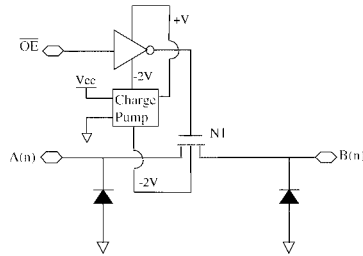 +V
OE
-2V
Vcc
Charge
Pump
N1
A(n)
B(n)
-2V